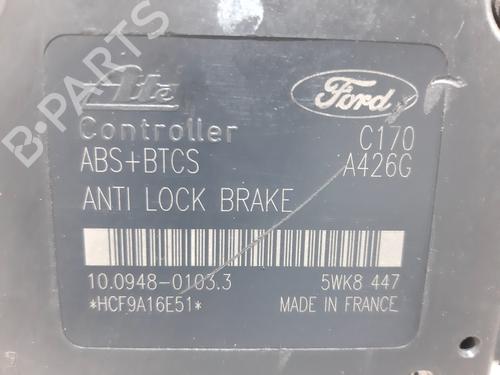 Ate
Ford
Controller
C170
ABS+BTCS
A426G
ANTI LOCK BRAKE
10.0948-0103.3
5WK8 447
*HCF9A16E51*
MADE IN FRANCE
B-PARTS